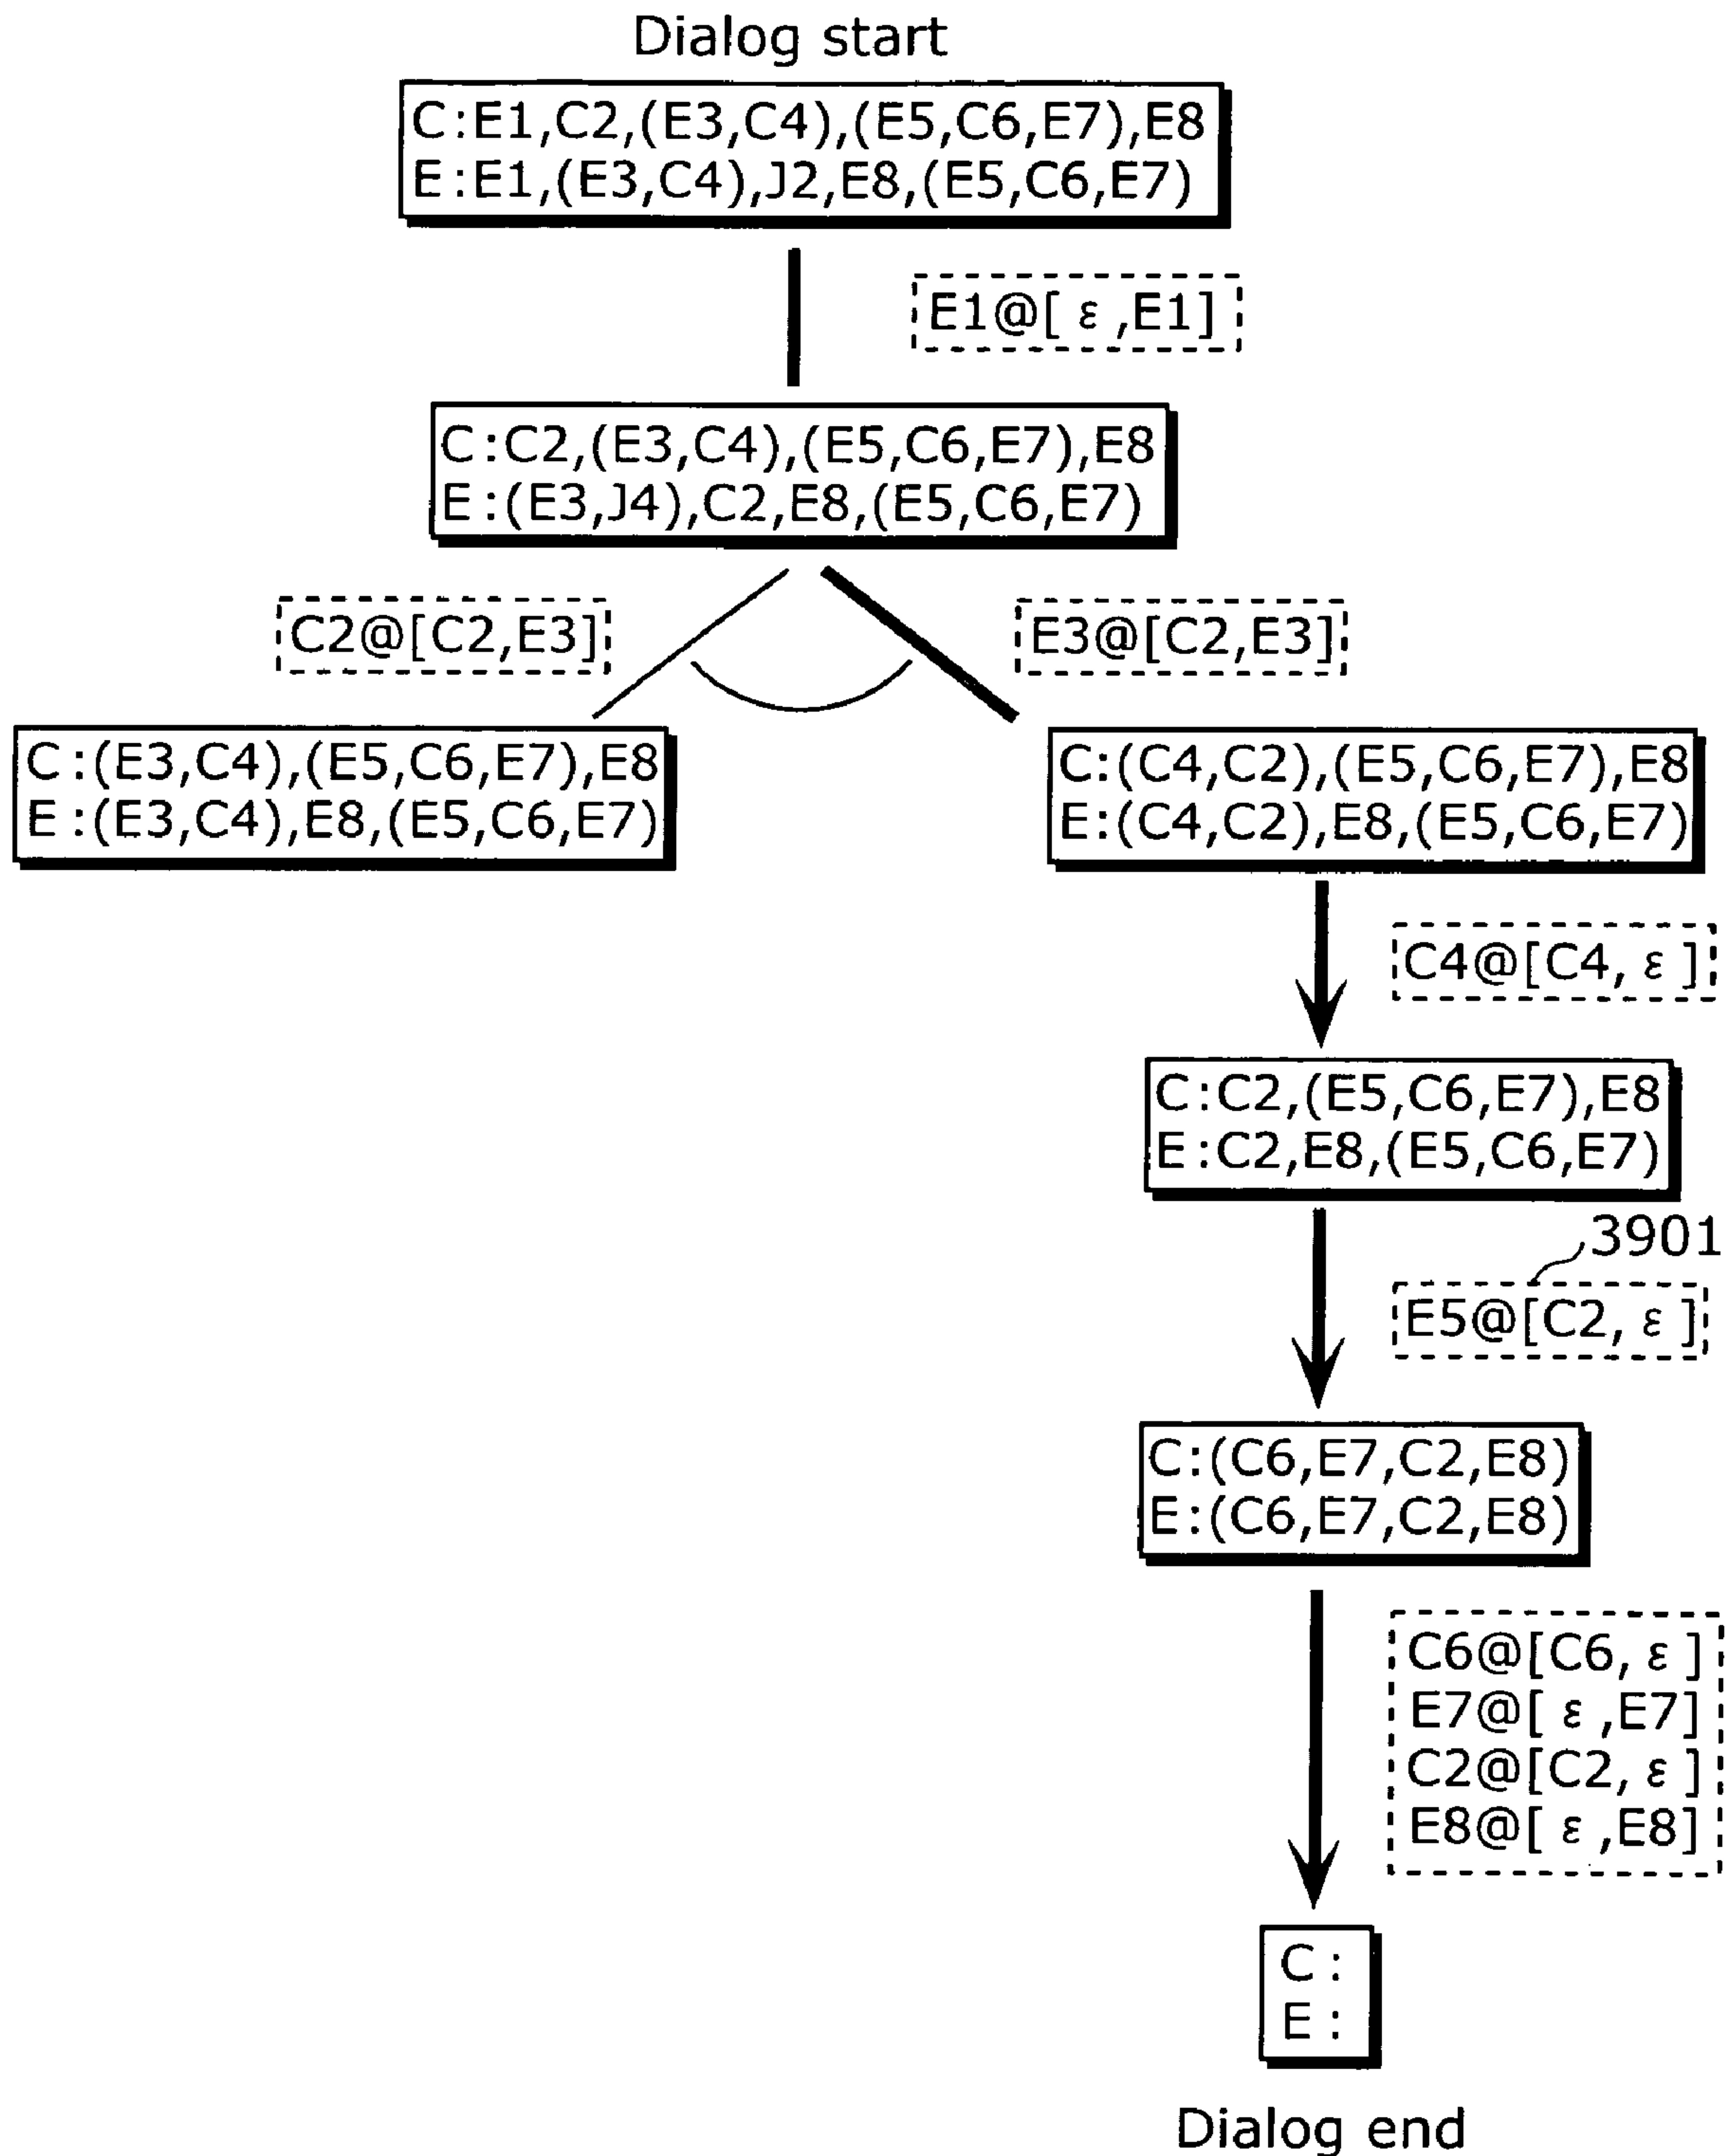 Dialog start
C:E1,C2,(E3,C4),(E5,C6,E7),E8
E:E1,(E3,C4),J2,E8,(E5,C6,E7)
E1@[ ε,E1]
C:C2,(E3,C4),(E5,C6,E7),E8
E:(E3,J4),C2,E8,(E5,C6,E7)
C2@[C2,E3]
E3@[C2,E3]
C:(E3,C4),(E5,C6,E7),E8
E:(E3,C4),E8,(E5,C6,E7)
C:(C4,C2),(E5,C6,E7),E8
E:(C4,C2),E8,(E5,C6,E7)
C4@[C4, ε ]
C:C2,(E5,C6,E7),E8
E:C2,E8,(E5,C6,E7)
3901
E5@[C2, ε ]
C:(C6,E7,C2,E8)
E:(C6,E7,C2,E8)
C6@[C6, ε ]
E7@[ ε ,E7]
C2@[C2, ε ]
E8@[ ε ,E8]
C:
E:
Dialog end